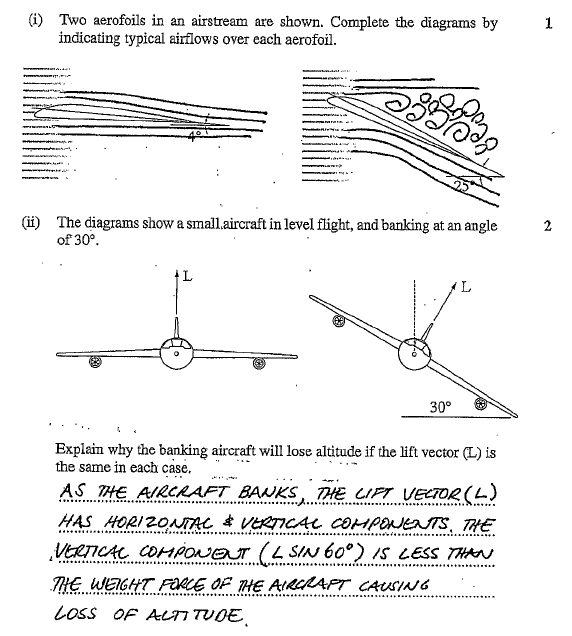 (i) Two aerofoils in an airstream are shown. Complete the diagrams by 1
indicating typical airflows over each aerofoil.
4°
25°
(ii) The diagrams show a small aircraft in level flight, and banking at an angle 2
of 30°.
L
L
30°
Explain why the banking aircraft will lose altitude if the lift vector (L) is
the same in each case.
AS THE AIRCRAFT BANKS, THE LIFT VECTOR (L)
HAS HORIZONTAL & VERTICAL COMPONENTS. THE
VERTICAL COMPONENT (L SIN 60°) IS LESS THAN
THE WEIGHT FORCE OF THE AIRCRAFT CAUSING
LOSS OF ALTITUDE.